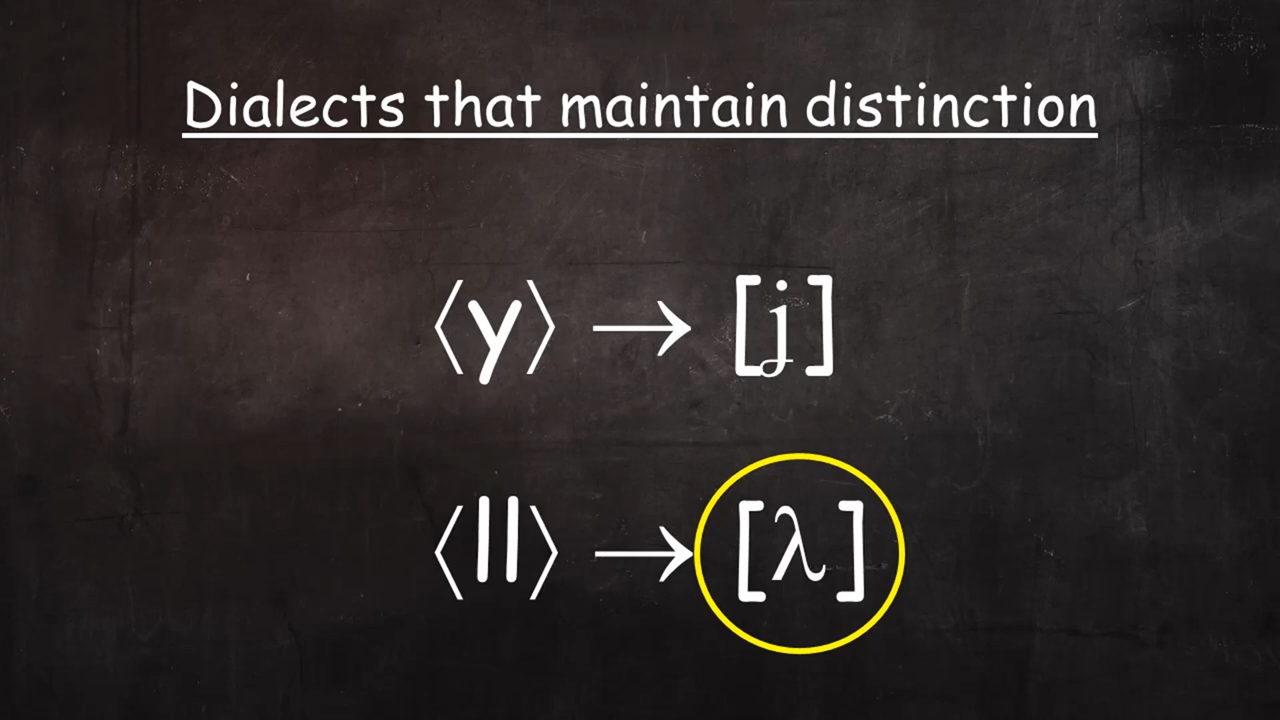 Dialects that maintain distinction
⟨y⟩ → [ʝ]
⟨ll⟩ → [λ]